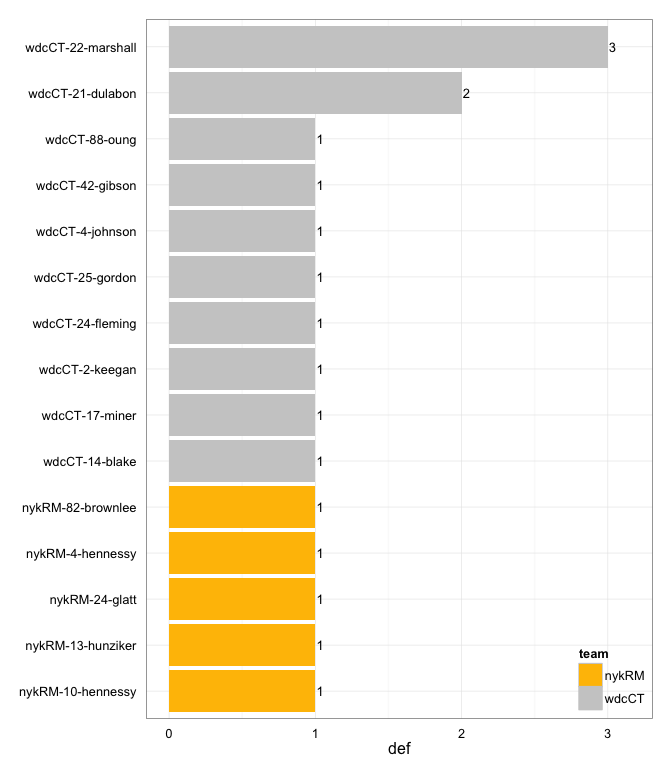 wdcCT-22-marshall 3
wdcCT-21-dulabon 2
wdcCT-88-oung 1
wdcCT-42-gibson 1
wdcCT-4-johnson 1
wdcCT-25-gordon 1
wdcCT-24-fleming 1
wdcCT-2-keegan 1
wdcCT-17-miner 1
wdcCT-14-blake 1
nykRM-82-brownlee 1
nykRM-4-hennessy 1
nykRM-24-glatt 1
nykRM-13-hunziker 1
nykRM-10-hennessy 1
team
nykRM
wdcCT
0 1 2 3
def